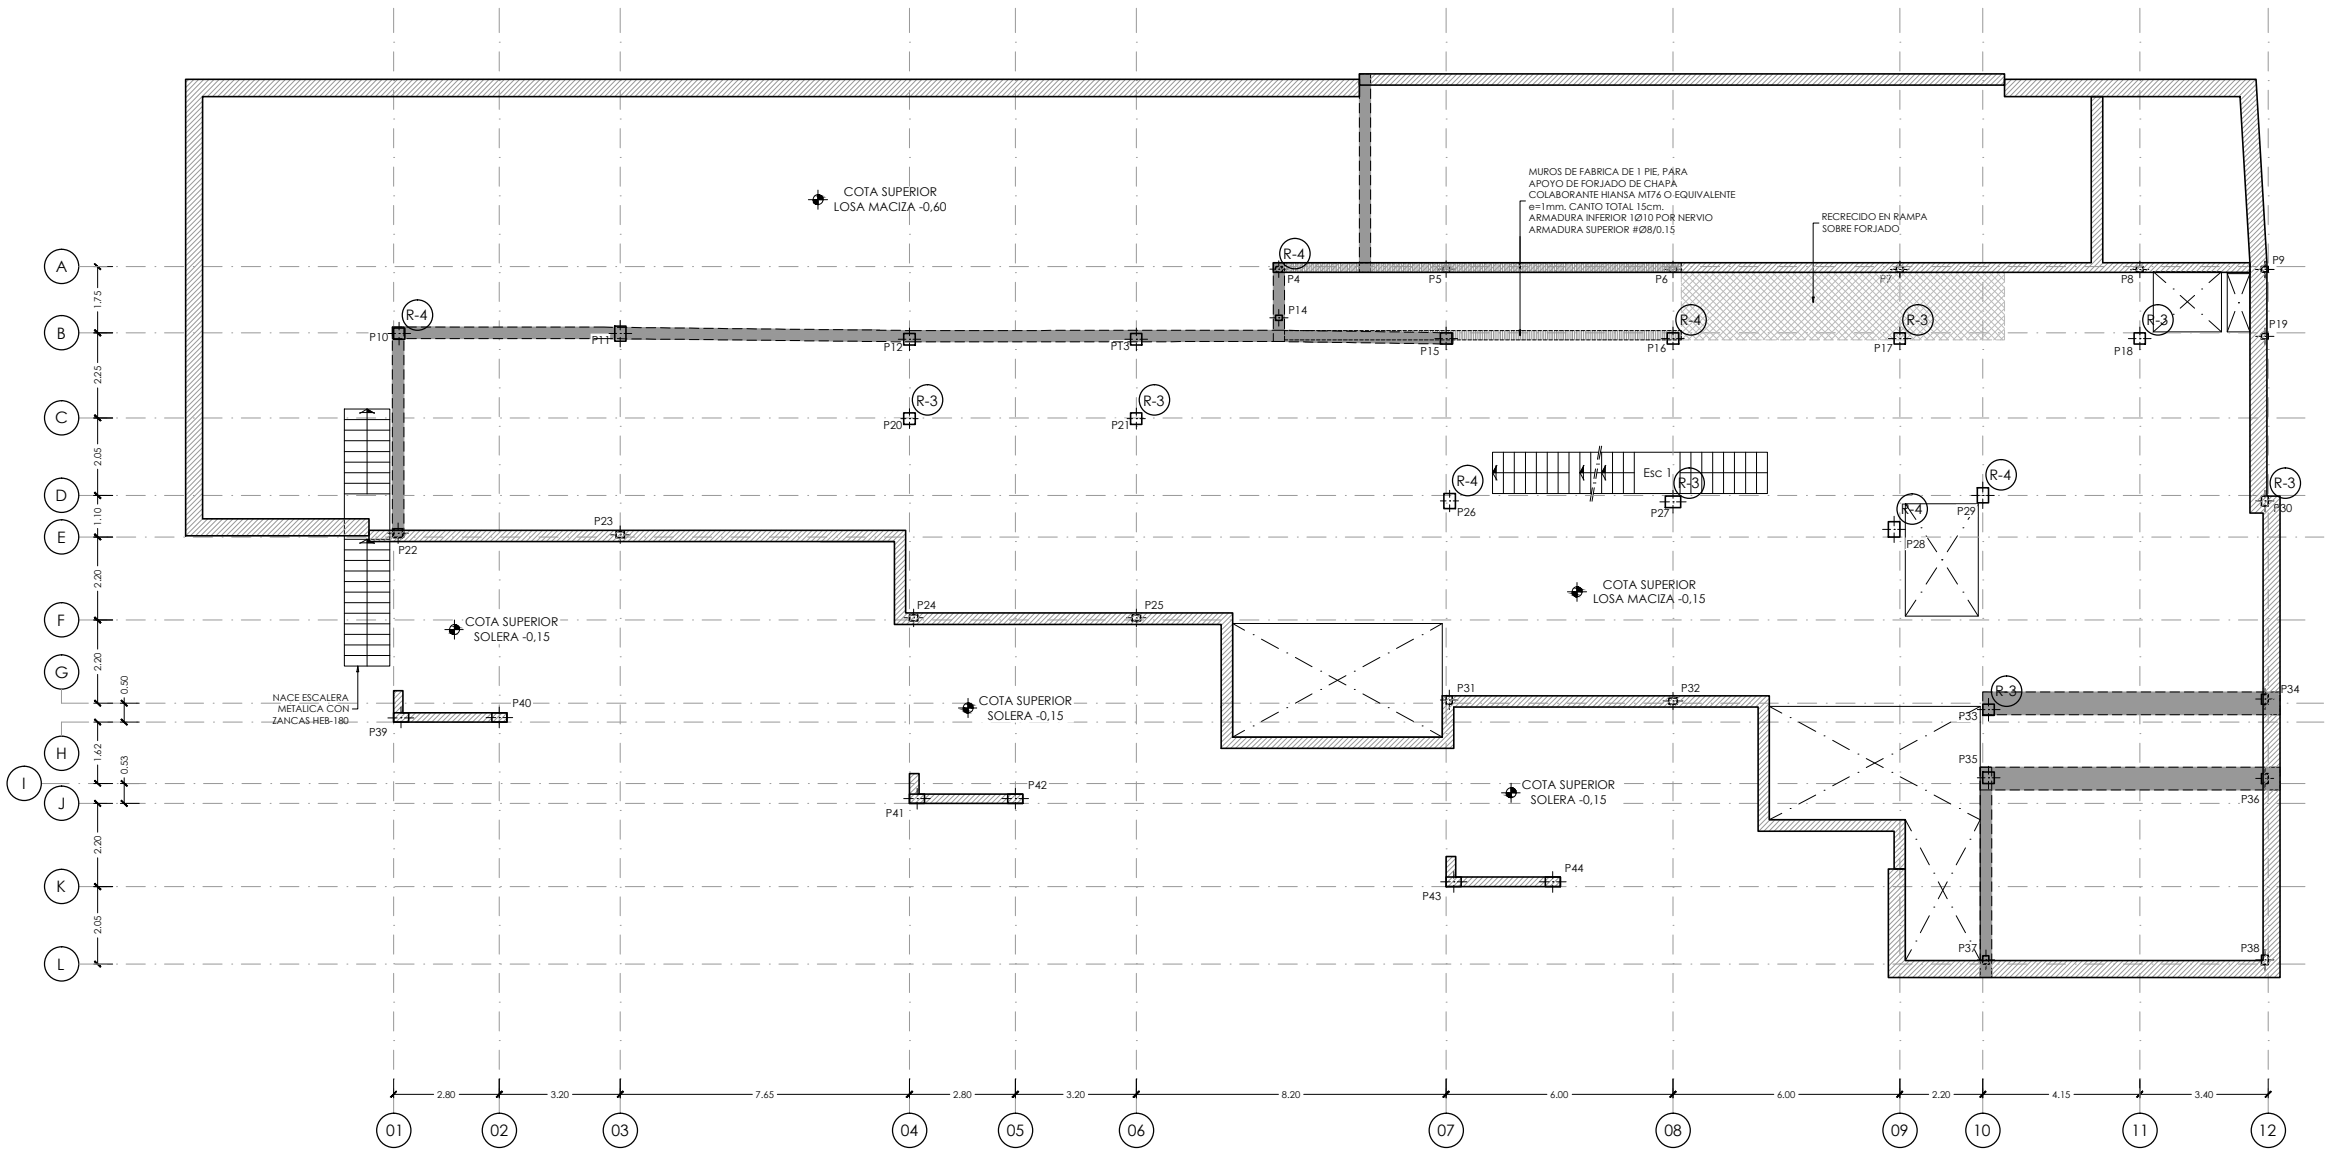 MUROS DE FABRICA DE 1 PIE, PARA
APOYO DE FORJADO DE CHAPA
COLABORANTE HIANSA MT76 O EQUIVALENTE
e=1mm. CANTO TOTAL 15cm.
ARMADURA INFERIOR 1Ø10 POR NERVIO
ARMADURA SUPERIOR #Ø8/0.15
COTA SUPERIOR
LOSA MACIZA -0,60
RECRECIDO EN RAMPA
SOBRE FORJADO
A
R-4
P4
P5
P6
P7
P8
P9
1.75
B
R-4
P14
R-4
R-3
R-3
P10
P11
P12
P13
P15
P16
P17
P18
P19
2.25
C
R-3
R-3
P20
P21
2.05
D
Esc 1
R-4
R-3
R-4
R-4
R-3
P26
P27
P28
P29
P30
1.10
E
P22
P23
2.20
COTA SUPERIOR
LOSA MACIZA -0,15
F
P24
P25
COTA SUPERIOR
SOLERA -0,15
2.20
G
0.50
NACE ESCALERA
METALICA CON
ZANCAS HEB-180
P39
P40
COTA SUPERIOR
SOLERA -0,15
P31
P32
R-3
P33
P34
H
1.62
0.53
I
J
P41
P42
COTA SUPERIOR
SOLERA -0,15
P35
P36
2.20
K
P43
P44
2.05
L
P37
P38
2.80
3.20
7.65
2.80
3.20
8.20
6.00
6.00
2.20
4.15
3.40
01
02
03
04
05
06
07
08
09
10
11
12